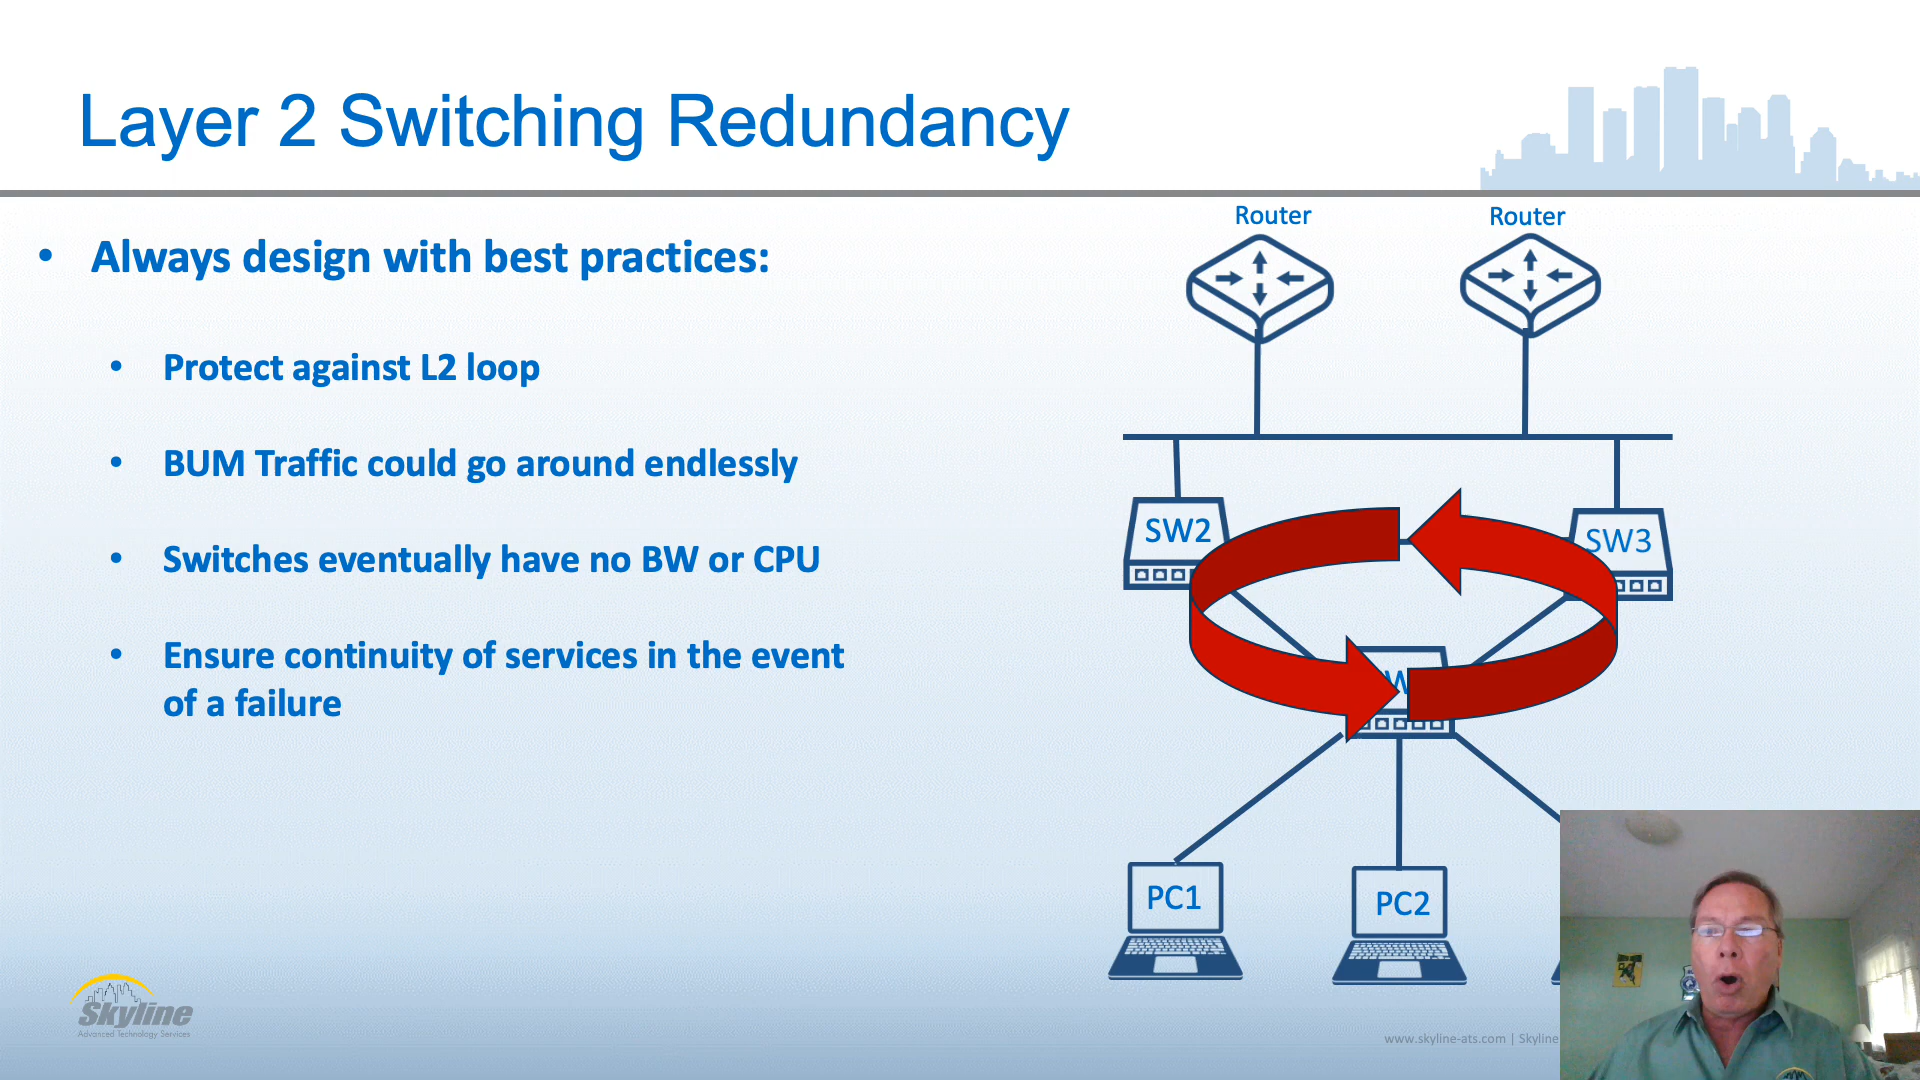 Layer 2 Switching Redundancy
Router
Router
• Always design with best practices:
• Protect against L2 loop
• BUM Traffic could go around endlessly
• Switches eventually have no BW or CPU
• Ensure continuity of services in the event
of a failure
SW2
SW3
PC1
PC2
Skyline
Advanced Technology Services
www.skyline-ats.com | Skyline